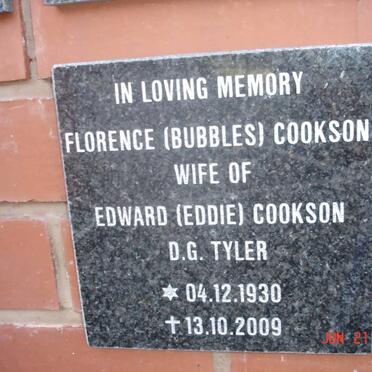 IN LOVING MEMORY
FLORENCE (BUBBLES) COOKSON
WIFE OF
EDWARD (EDDIE) COOKSON
D.G. TYLER
✡ 04.12.1930
✝ 13.10.2009
JUN 21